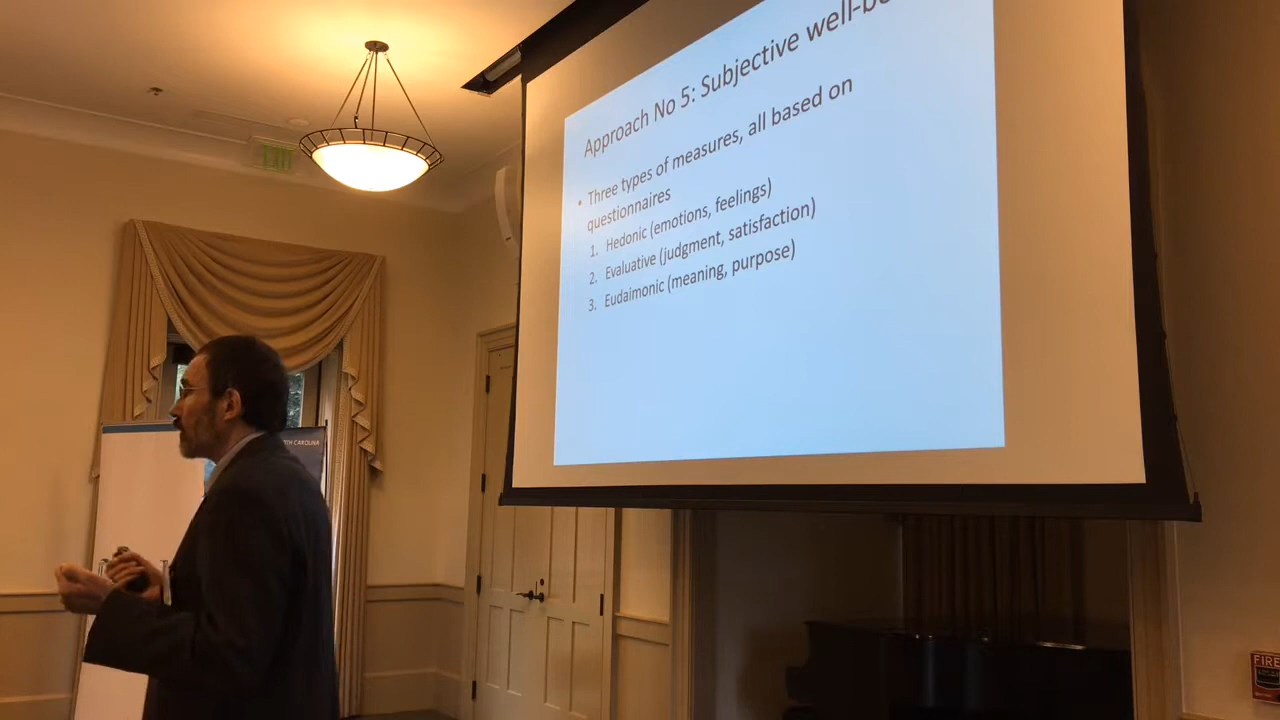 Approach No 5: Subjective
• Three types of measures, all based on
questionnaires
1. Hedonic (emotions, feelings)
2. Evaluative (judgment, satisfaction)
3. Eudaimonic (meaning, purpose)
CAROLINA
EXIT
FIRE